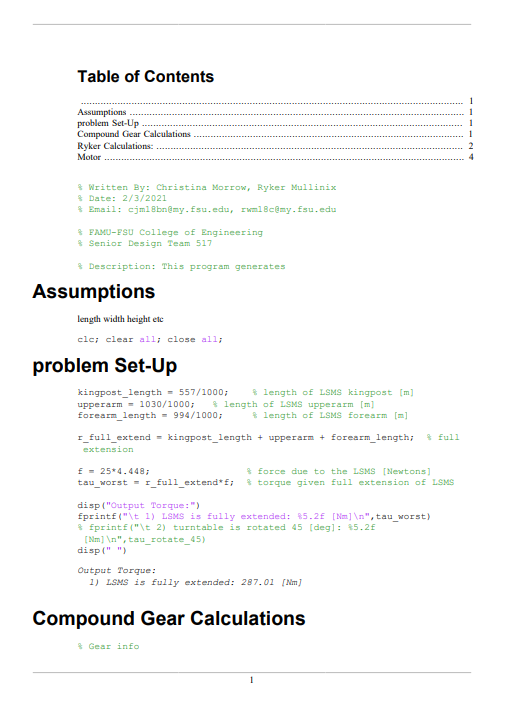 Table of Contents
........................................................................................................................ 1
Assumptions ........................................................................................................................ 1
problem Set-Up ........................................................................................................................ 1
Compound Gear Calculations ........................................................................................................................ 1
Ryker Calculations: ........................................................................................................................ 2
Motor ........................................................................................................................ 4
% Written By: Christina Morrow, Ryker Mullinix
% Date: 2/3/2021
% Email: cjm18bn@my.fsu.edu, rwm18c@my.fsu.edu
% FAMU-FSU College of Engineering
% Senior Design Team 517
% Description: This program generates
Assumptions
length width height etc
clc; clear all; close all;
problem Set-Up
kingpost_length = 557/1000; % length of LSMS kingpost [m]
upperarm = 1030/1000; % length of LSMS upperarm [m]
forearm_length = 994/1000; % length of LSMS forearm [m]
r_full_extend = kingpost_length + upperarm + forearm_length; % full
extension
f = 25*4.448; % force due to the LSMS [Newtons]
tau_worst = r_full_extend*f; % torque given full extension of LSMS
disp("Output Torque:")
fprintf("\t 1) LSMS is fully extended: %5.2f [Nm]\n",tau_worst)
% fprintf("\t 2) turntable is rotated 45 [deg]: %5.2f
[Nm]\n",tau_rotate_45)
disp(" ")
Output Torque:
1) LSMS is fully extended: 287.01 [Nm]
Compound Gear Calculations
% Gear info
1